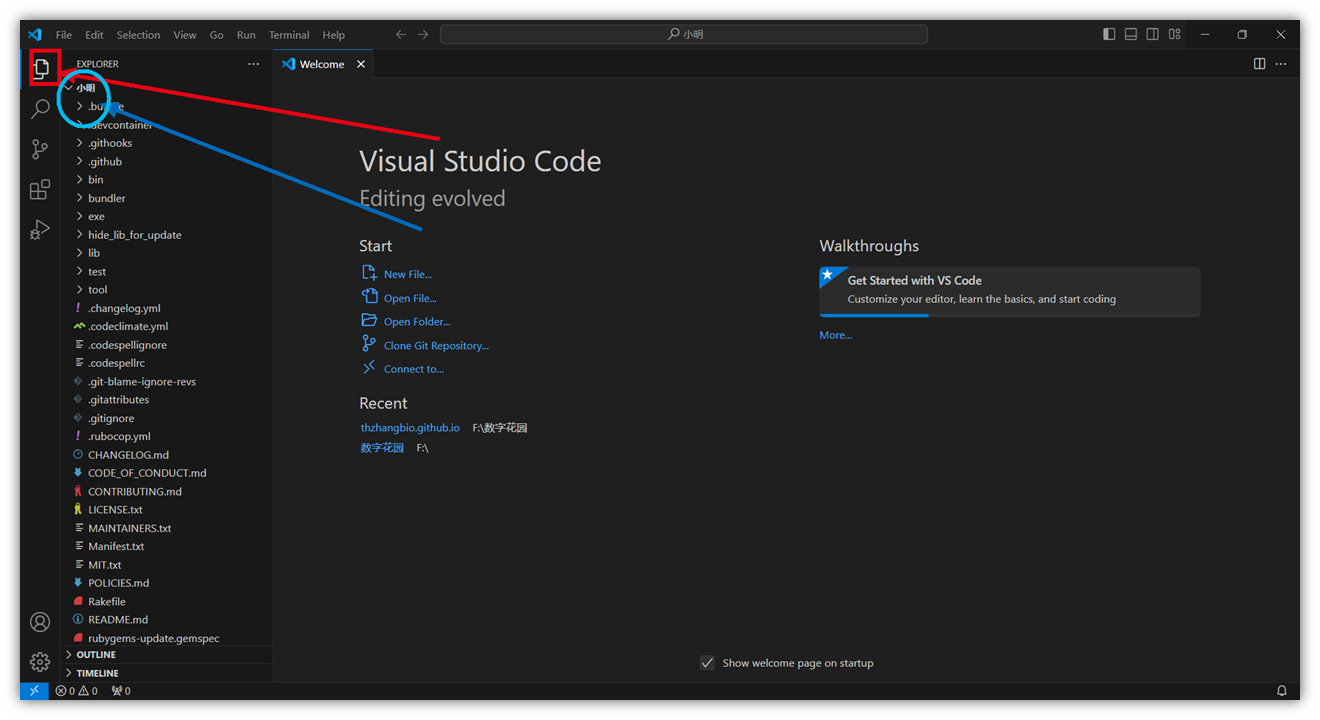 File Edit Selection View Go Run Terminal Help 小明
EXPLORER
Welcome
小明
.bundle
.devcontainer
.githooks
.github
bin
bundler
exe
hide_lib_for_update
lib
test
tool
.changelog.yml
.codeclimate.yml
.codespellignore
.codespellrc
.git-blame-ignore-revs
.gitattributes
.gitignore
.rubocop.yml
CHANGELOG.md
CODE_OF_CONDUCT.md
CONTRIBUTING.md
LICENSE.txt
MAINTAINERS.txt
Manifest.txt
MIT.txt
POLICIES.md
Rakefile
README.md
rubygems-update.gemspec
OUTLINE
TIMELINE
Visual Studio Code
Editing evolved
Start
New File...
Open File...
Open Folder...
Clone Git Repository...
Connect to...
Recent
thzhangbio.github.io F:\数字花园
数字花园 F:\
Walkthroughs
Get Started with VS Code
Customize your editor, learn the basics, and start coding
More...
Show welcome page on startup
0 0 0